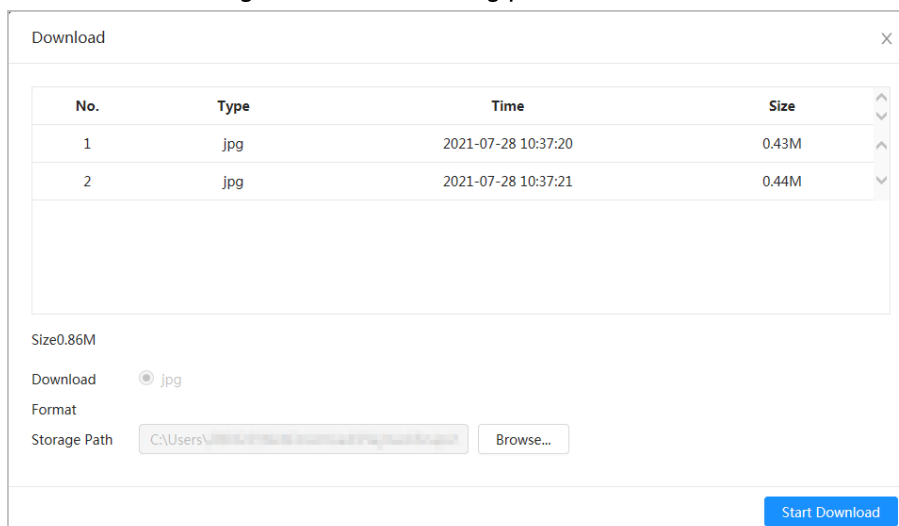 Download
No. Type Time Size
1 jpg 2021-07-28 10:37:20 0.43M
2 jpg 2021-07-28 10:37:21 0.44M
Size0.86M
Download jpg
Format
Storage Path C:\Users\ Browse...
Start Download